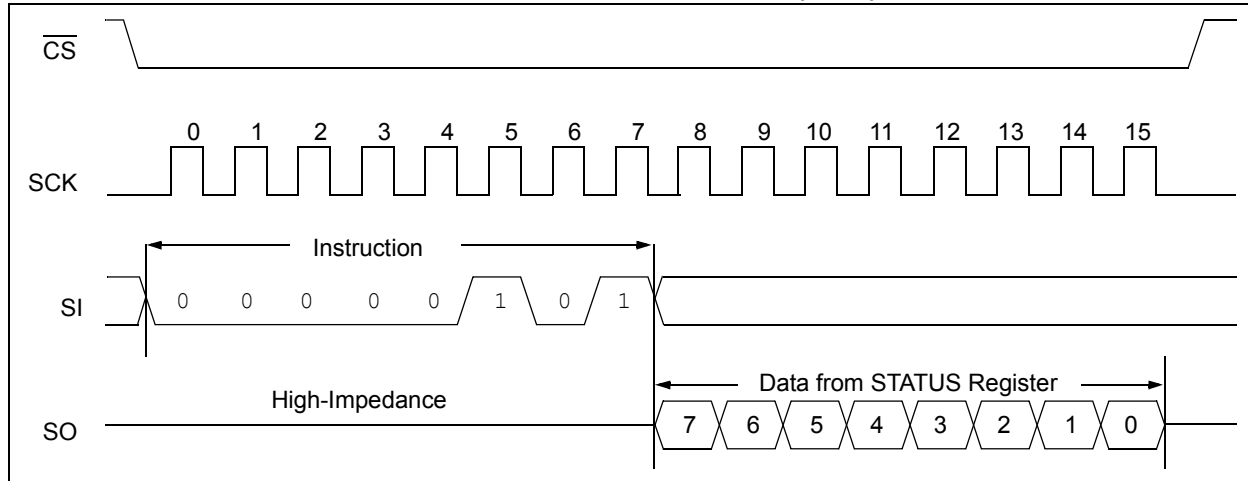 CS
0 1 2 3 4 5 6 7 8 9 10 11 12 13 14 15
SCK
Instruction
SI
0 0 0 0 0 1 0 1
Data from STATUS Register
High-Impedance
SO
7 6 5 4 3 2 1 0